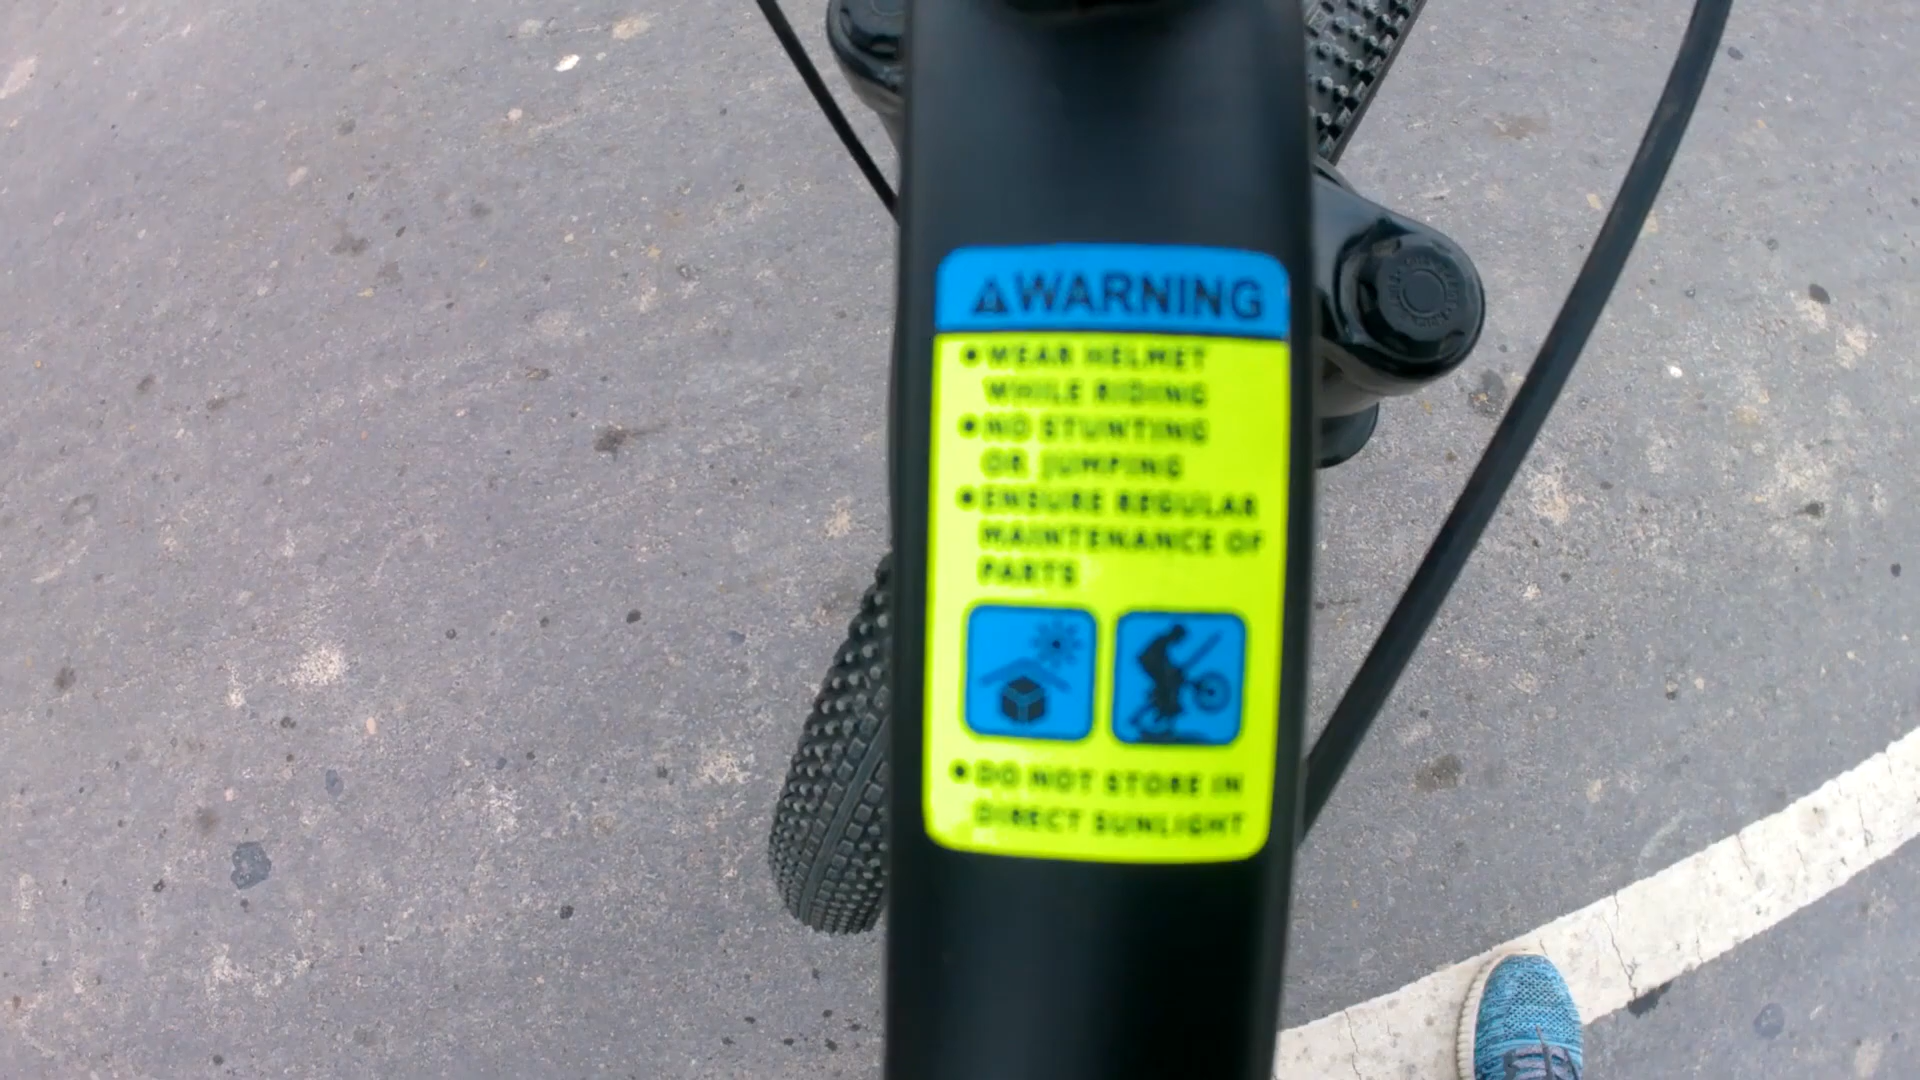 ⚠WARNING
●WEAR HELMET
WHILE RIDING
●NO STUNTING
OR JUMPING
●ENSURE REGULAR
MAINTENANCE OF
PARTS
●DO NOT STORE IN
DIRECT SUNLIGHT